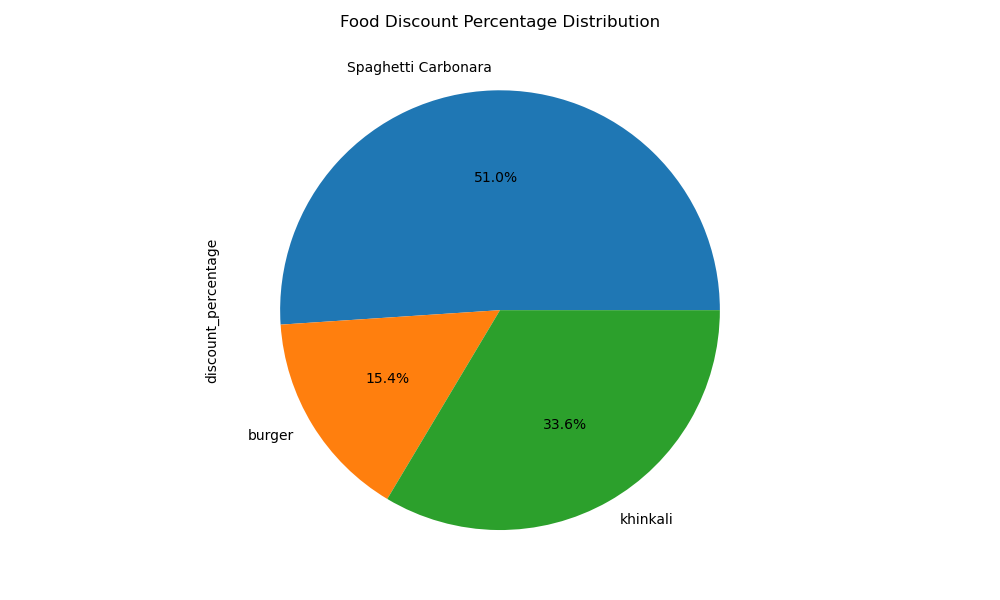 Food Discount Percentage Distribution
Spaghetti Carbonara
51.0%
discount_percentage
15.4%
33.6%
burger
khinkali